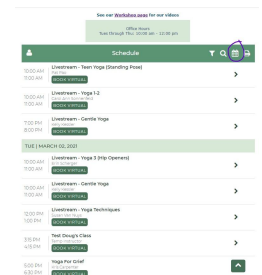 See our Workshop page for our videos
Office Hours
Tues through Thur: 10:00 am - 12:00 pm
Schedule
10:00 AM
11:00 AM
Livestream - Teen Yoga (Standing Pose)
BOOK VIRTUAL
10:00 AM
11:00 AM
Livestream - Yoga 1-2
BOOK VIRTUAL
7:00 PM
8:00 PM
Livestream - Gentle Yoga
BOOK VIRTUAL
TUE | MARCH 02, 2021
10:00 AM
11:00 AM
Livestream - Yoga 3 (Hip Openers)
BOOK VIRTUAL
10:00 AM
11:00 AM
Livestream - Gentle Yoga
BOOK VIRTUAL
12:00 PM
1:00 PM
Livestream - Yoga Techniques
BOOK VIRTUAL
3:15 PM
4:15 PM
Test Doug's Class
BOOK VIRTUAL
5:00 PM
6:30 PM
Yoga For Grief
BOOK VIRTUAL